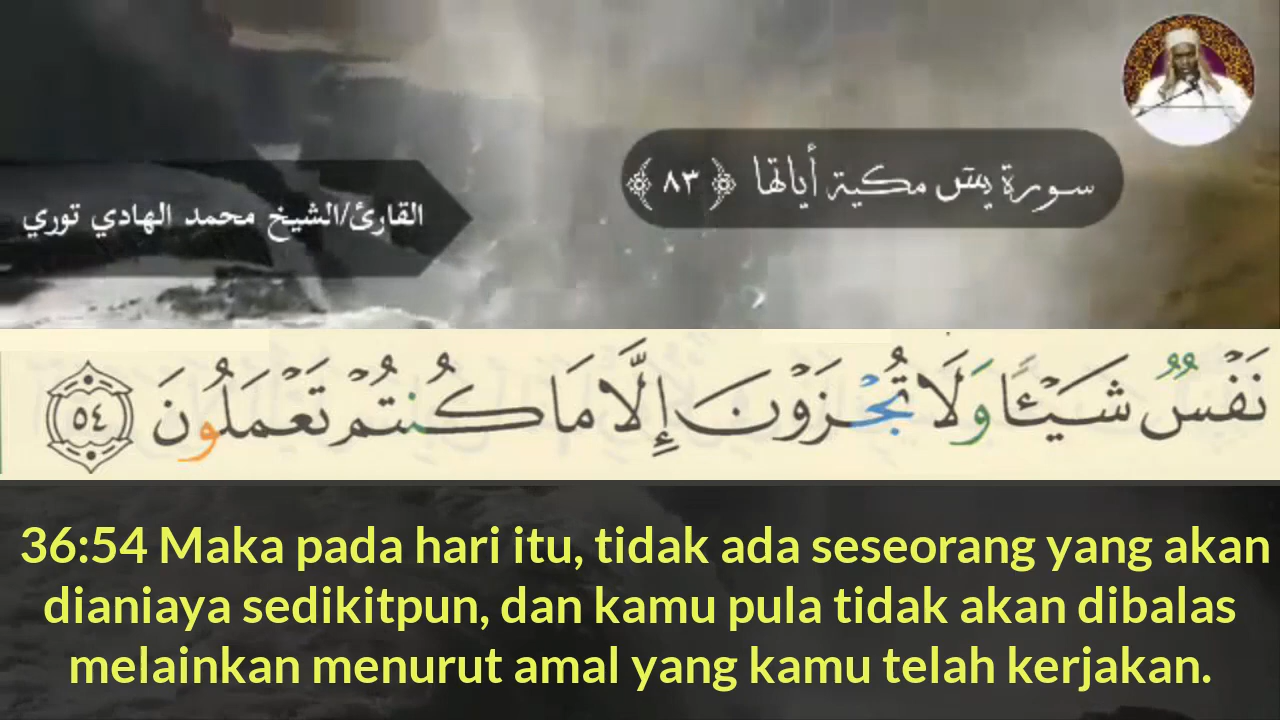 سورة يس مكية أياتها ﴿٨٣﴾
القارئ/الشيخ محمد الهادي توري
نَفْسٌ شَيْـًٔا وَلَا تُجْزَوْنَ إِلَّا مَا كُنتُمْ تَعْمَلُونَ ٥٤
36:54 Maka pada hari itu, tidak ada seseorang yang akan
dianiaya sedikitpun, dan kamu pula tidak akan dibalas
melainkan menurut amal yang kamu telah kerjakan.